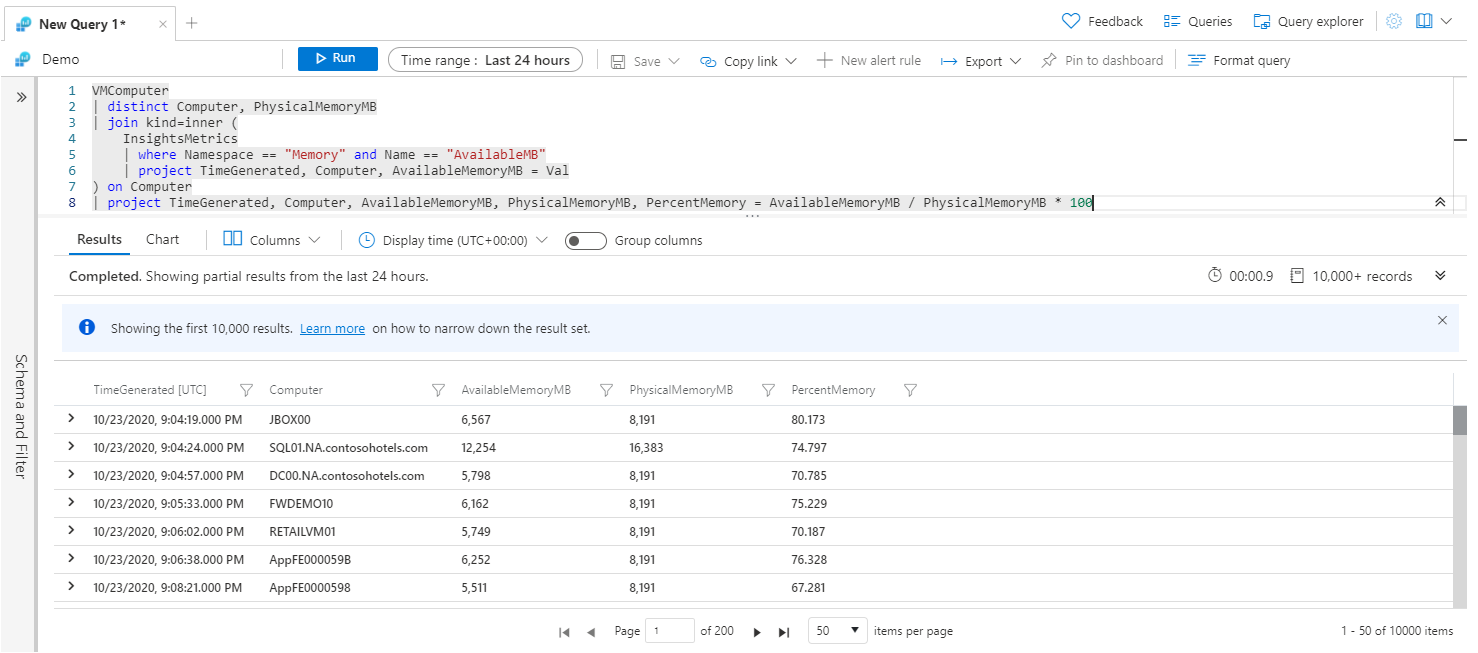 New Query 1*
Feedback Queries Query explorer
Demo Run Time range : Last 24 hours Save Copy link New alert rule Export Pin to dashboard Format query
1 VMComputer
2 | distinct Computer, PhysicalMemoryMB
3 | join kind=inner (
4 InsightsMetrics
5 | where Namespace == "Memory" and Name == "AvailableMB"
6 | project TimeGenerated, Computer, AvailableMemoryMB = Val
7 ) on Computer
8 | project TimeGenerated, Computer, AvailableMemoryMB, PhysicalMemoryMB, PercentMemory = AvailableMemoryMB / PhysicalMemoryMB * 100
Schema and Filter
Results Chart Columns Display time (UTC+00:00) Group columns
Completed. Showing partial results from the last 24 hours. 00:00.9 10,000+ records
Showing the first 10,000 results. Learn more on how to narrow down the result set.
TimeGenerated [UTC] Computer AvailableMemoryMB PhysicalMemoryMB PercentMemory
10/23/2020, 9:04:19.000 PM JBOX00 6,567 8,191 80.173
10/23/2020, 9:04:24.000 PM SQL01.NA.contosohotels.com 12,254 16,383 74.797
10/23/2020, 9:04:57.000 PM DC00.NA.contosohotels.com 5,798 8,191 70.785
10/23/2020, 9:05:33.000 PM FWDEMO10 6,162 8,191 75.229
10/23/2020, 9:06:02.000 PM RETAILVM01 5,749 8,191 70.187
10/23/2020, 9:06:38.000 PM AppFE000059B 6,252 8,191 76.328
10/23/2020, 9:08:21.000 PM AppFE0000598 5,511 8,191 67.281
Page 1 of 200 50 items per page 1 - 50 of 10000 items